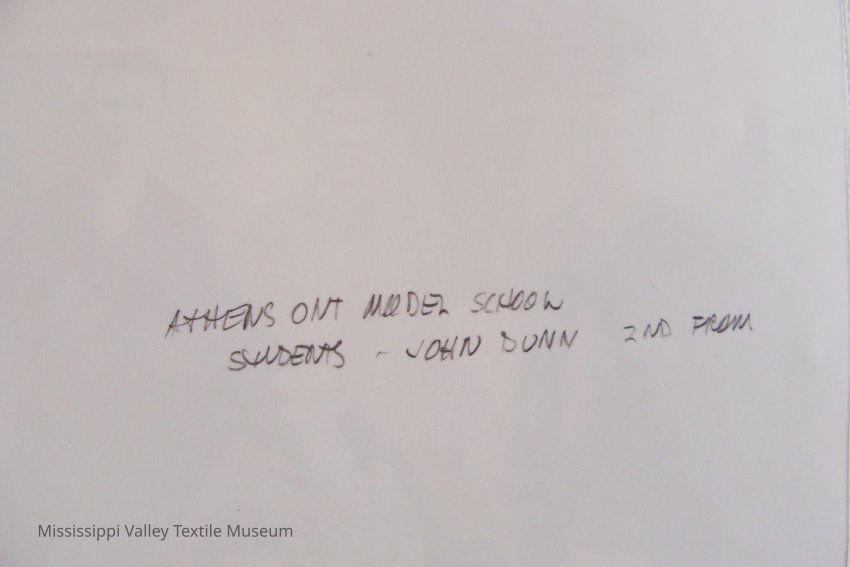 ATHENS ONT MODEL SCHOOL
STUDENTS - JOHN DUNN 2ND FROM
Mississippi Valley Textile Museum